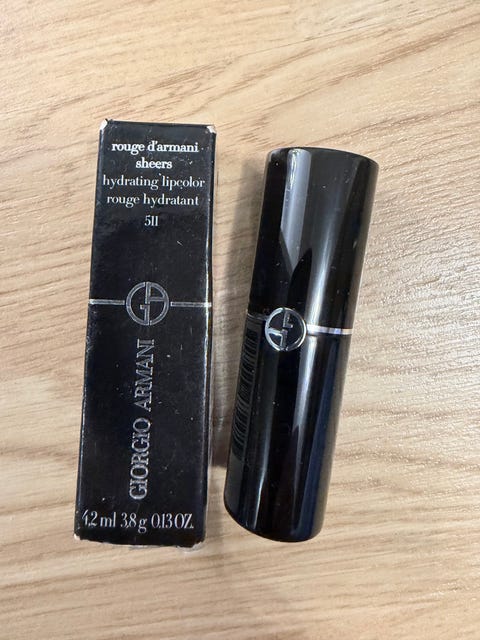 rouge d'armani
sheers
hydrating lipcolor
rouge hydratant
511
GIORGIO ARMANI
4,2 ml 3,8 g 0.13 OZ.